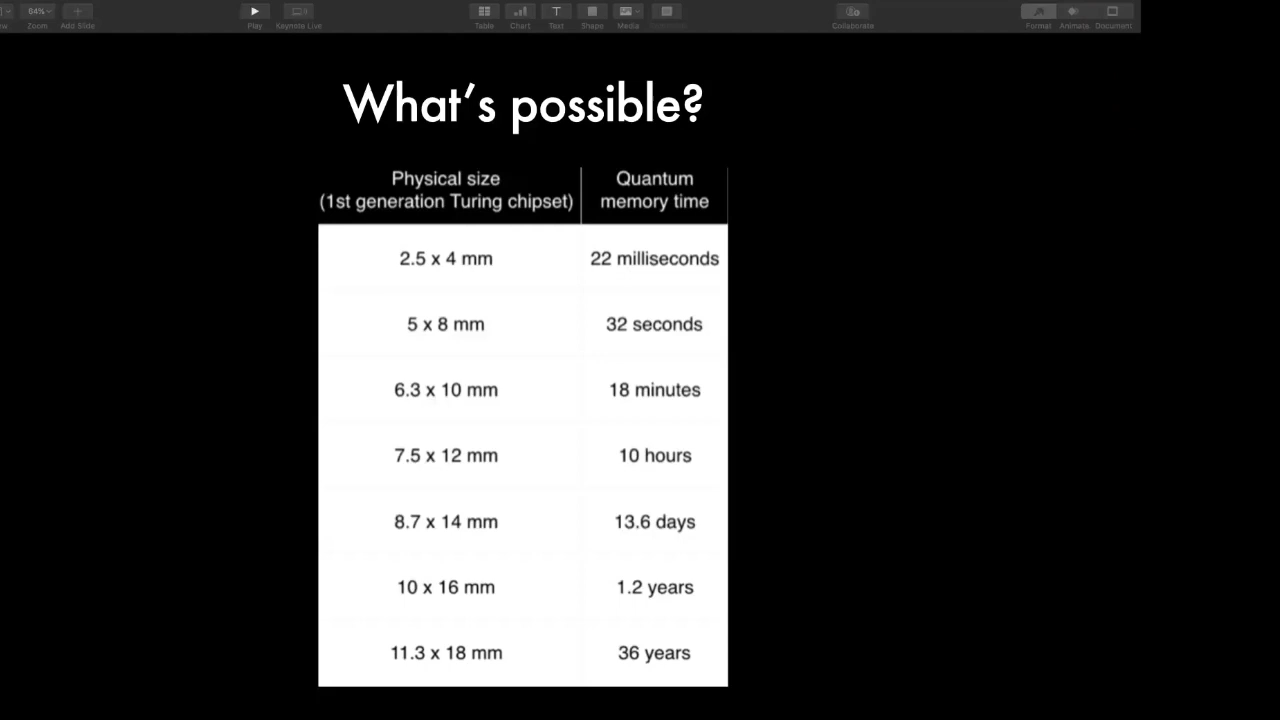 64%
Zoom Add Slide Play Keynote Live Table Chart Text Shape Media Collaborate Format Animate Document
What's possible?
Physical size Quantum
(1st generation Turing chipset) memory time
2.5 x 4 mm 22 milliseconds
5 x 8 mm 32 seconds
6.3 x 10 mm 18 minutes
7.5 x 12 mm 10 hours
8.7 x 14 mm 13.6 days
10 x 16 mm 1.2 years
11.3 x 18 mm 36 years